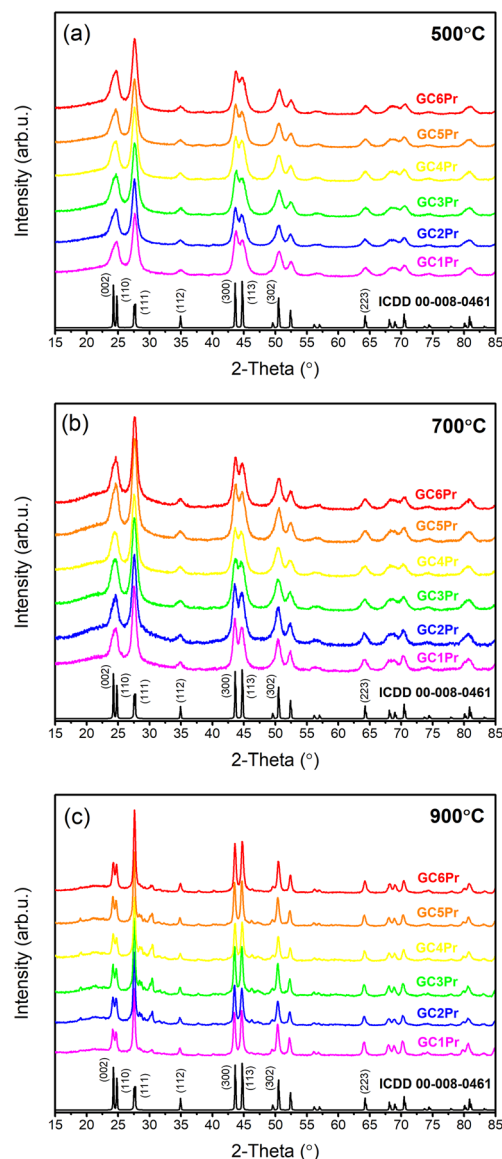 (a) 500°C
GC6Pr
GC5Pr
GC4Pr
GC3Pr
GC2Pr
GC1Pr
(002) (110) (111) (112) (300) (113) (302) (223)
ICDD 00-008-0461
15 20 25 30 35 40 45 50 55 60 65 70 75 80 85
2-Theta (°)
Intensity (arb.u.)
(b) 700°C
GC6Pr
GC5Pr
GC4Pr
GC3Pr
GC2Pr
GC1Pr
(002) (110) (111) (112) (300) (113) (302) (223)
ICDD 00-008-0461
15 20 25 30 35 40 45 50 55 60 65 70 75 80 85
2-Theta (°)
Intensity (arb.u.)
(c) 900°C
GC6Pr
GC5Pr
GC4Pr
GC3Pr
GC2Pr
GC1Pr
(002) (110) (111) (112) (300) (113) (302) (223)
ICDD 00-008-0461
15 20 25 30 35 40 45 50 55 60 65 70 75 80 85
2-Theta (°)
Intensity (arb.u.)